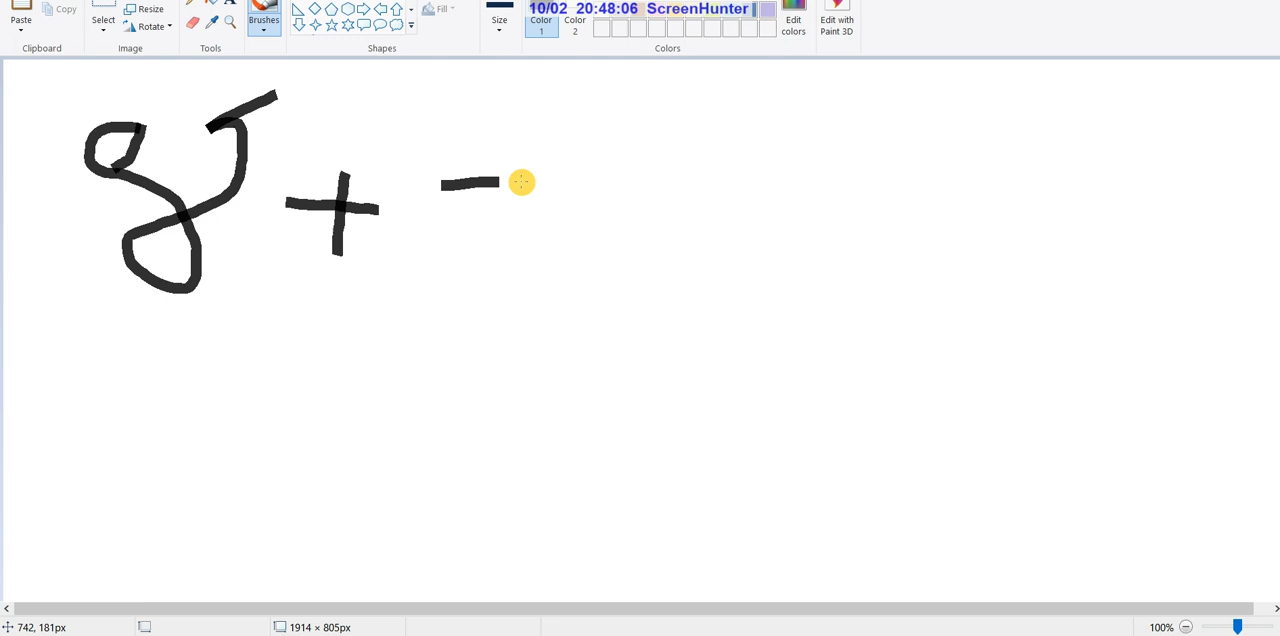 Paste
Copy
Select
Resize
Rotate
Brushes
Fill
Size
10/02 20:48:06 ScreenHunter
Color 1
Color 2
Edit colors
Edit with Paint 3D
Clipboard
Image
Tools
Shapes
Colors
8 + –
742, 181px
1914 × 805px
100%